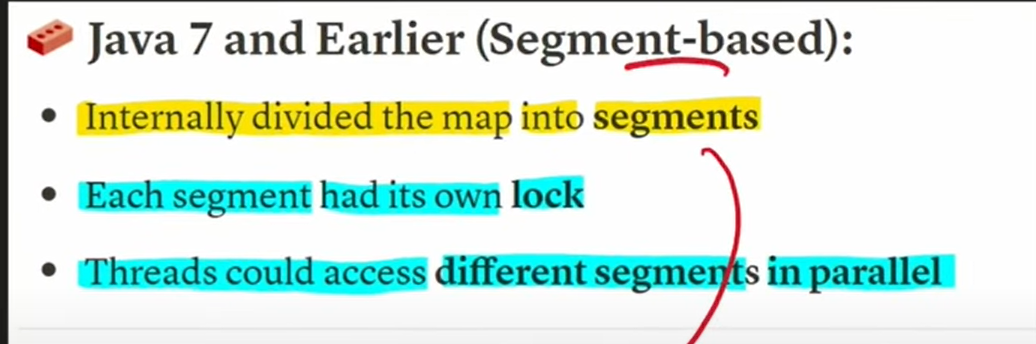 Java 7 and Earlier (Segment-based):
• Internally divided the map into segments
• Each segment had its own lock
• Threads could access different segments in parallel